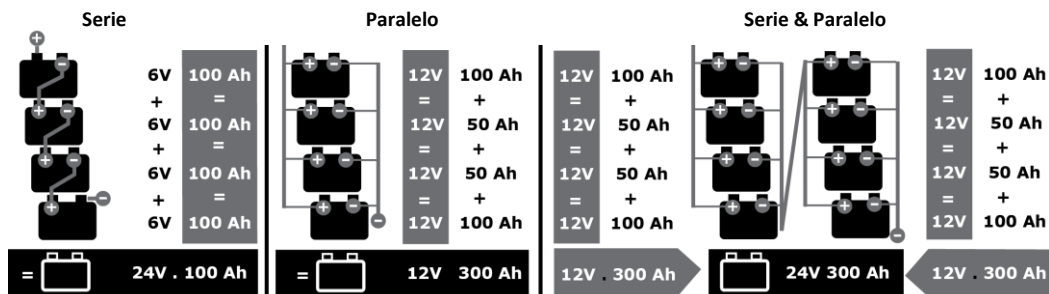 Serie Paralelo Serie & Paralelo
6V 100 Ah 12V 100 Ah 12V 100 Ah 12V 100 Ah
+ = = + = + = +
6V 100 Ah 12V 50 Ah 12V 50 Ah 12V 50 Ah
+ = = + = + = +
6V 100 Ah 12V 50 Ah 12V 50 Ah 12V 50 Ah
+ = = + = + = +
6V 100 Ah 12V 100 Ah 12V 100 Ah 12V 100 Ah
= 24V . 100 Ah = 12V 300 Ah 12V . 300 Ah 24V 300 Ah 12V . 300 Ah